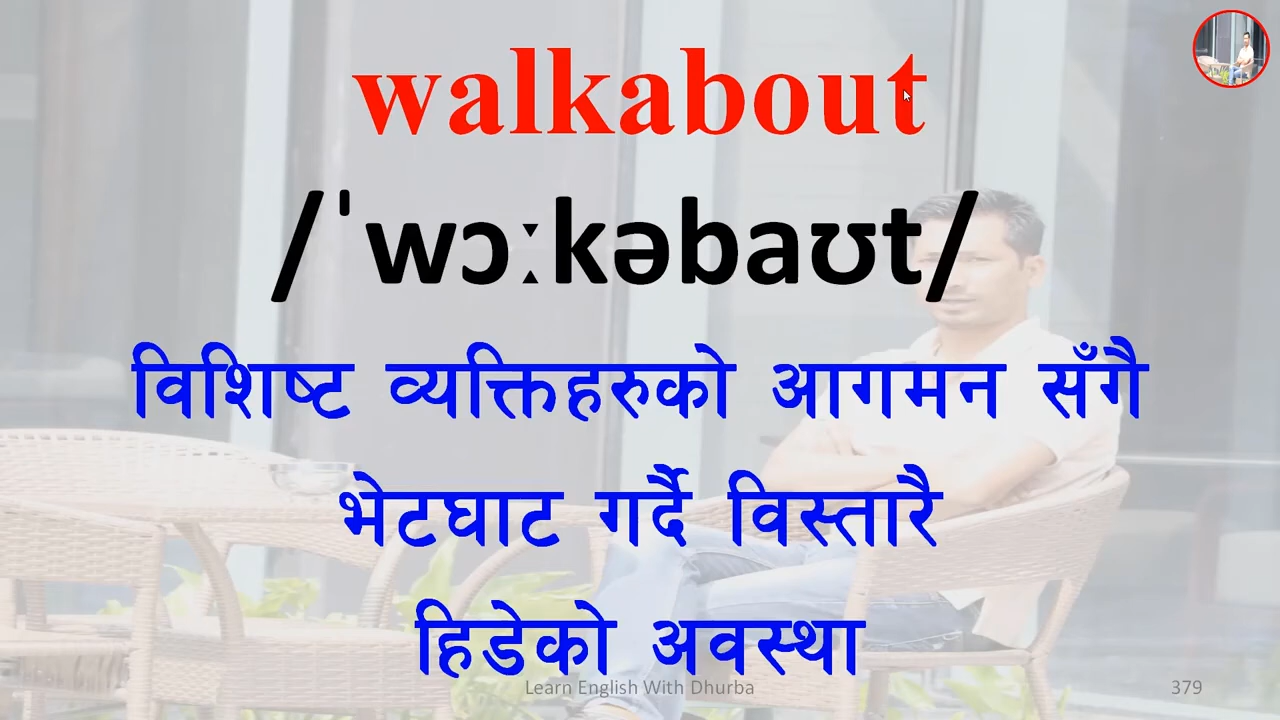 walkabout
/ˈwɔːkəbaʊt/
विशिष्ट व्यक्तिहरुको आगमन सँगै
भेटघाट गर्दै विस्तारै
हिडेको अवस्था
Learn English With Dhurba
379